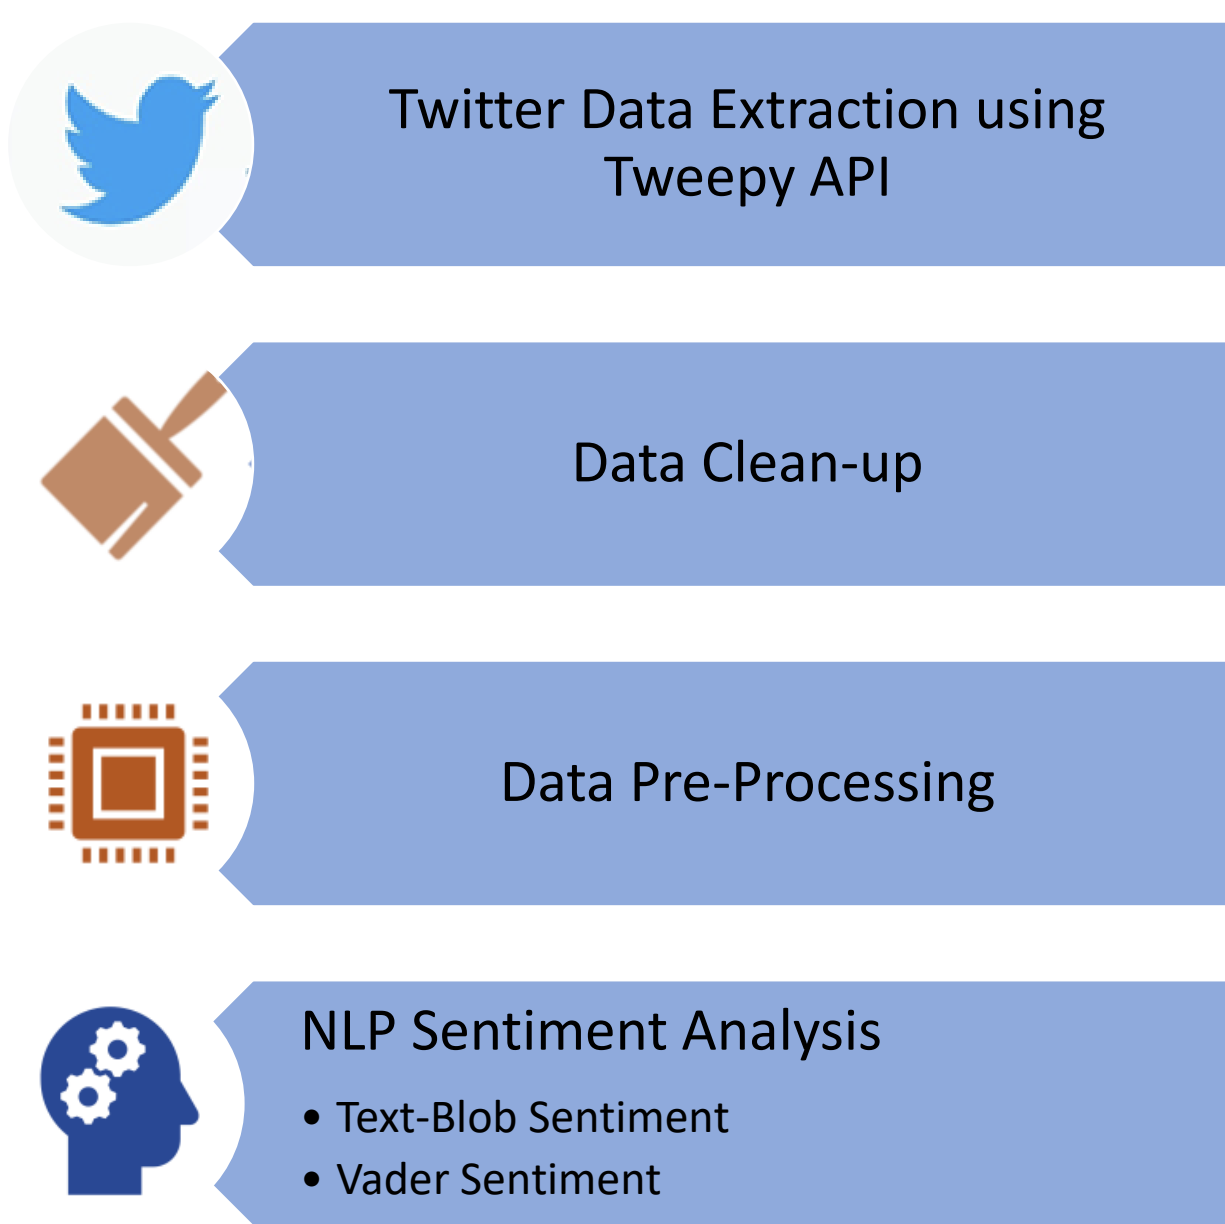 Twitter Data Extraction using
Tweepy API
Data Clean-up
Data Pre-Processing
NLP Sentiment Analysis
• Text-Blob Sentiment
• Vader Sentiment